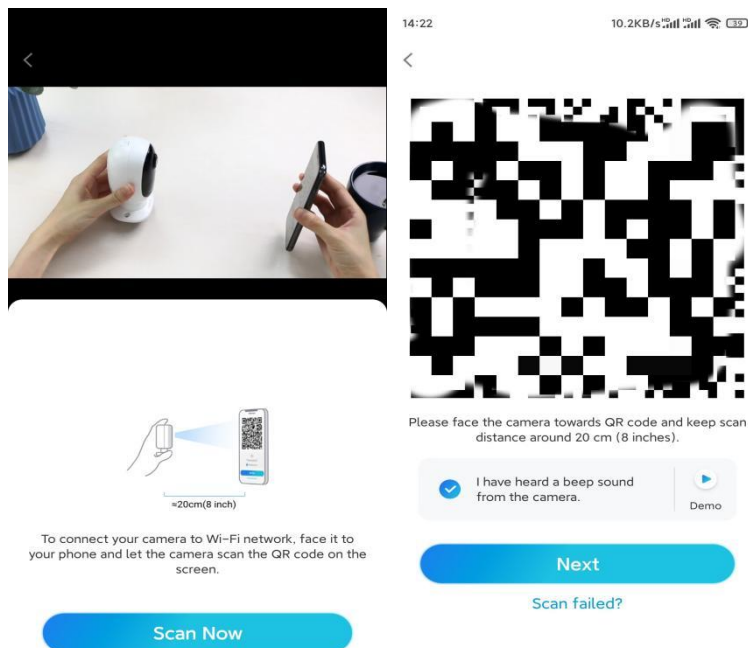 ≈20cm(8 inch)
To connect your camera to Wi-Fi network, face it to
your phone and let the camera scan the QR code on the
screen.
Scan Now
14:22
10.2KB/s HD HD 39
Please face the camera towards QR code and keep scan
distance around 20 cm (8 inches).
I have heard a beep sound
from the camera.
Demo
Next
Scan failed?